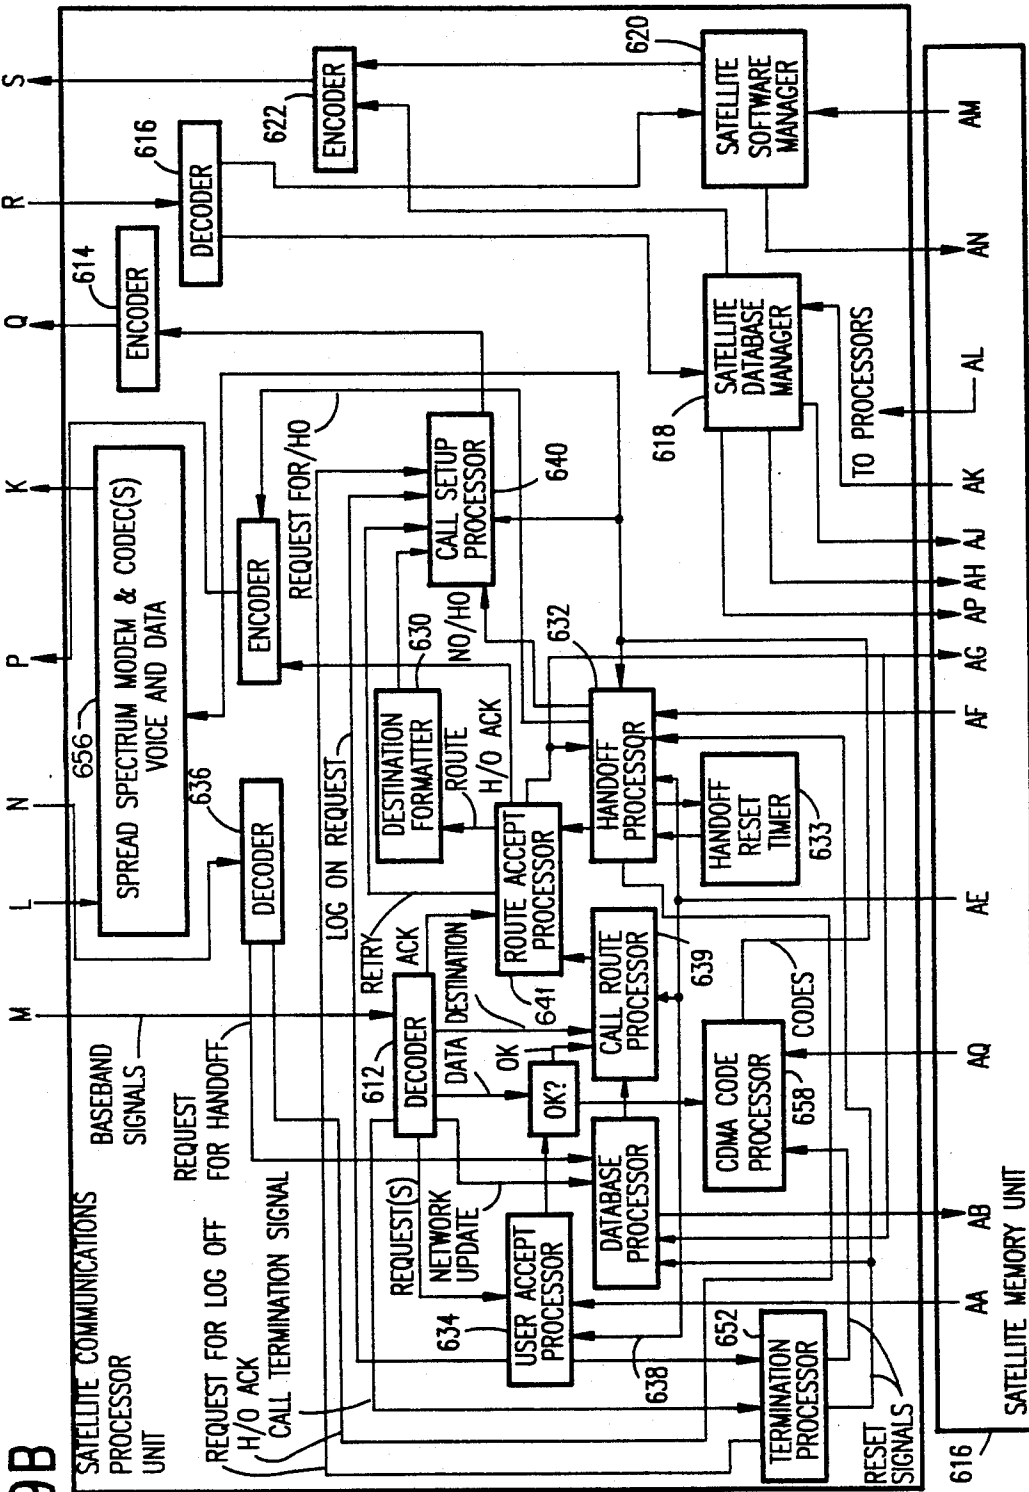 9B
SATELLITE COMMUNICATIONS
PROCESSOR
UNIT
M
L
N
P
K
Q
R
S
BASEBAND
SIGNALS
656
SPREAD SPECTRUM MODEM & CODEC(S)
VOICE AND DATA
614
ENCODER
616
DECODER
622
ENCODER
636
DECODER
ENCODER
REQUEST
FOR HANDOFF
REQUEST FOR LOG OFF
H/O ACK
CALL TERMINATION SIGNAL
LOG ON REQUEST
REQUEST FOR/HO
RETRY
612
DECODER
ACK
DATA
DESTINATION
REQUEST(S)
NETWORK
UPDATE
DESTINATION
FORMATTER
630
ROUTE
H/O ACK
NO/HO
CALL SETUP
PROCESSOR
640
634
USER ACCEPT
PROCESSOR
OK?
OK
641
ROUTE ACCEPT
PROCESSOR
DATABASE
PROCESSOR
CALL ROUTE
PROCESSOR
639
HANDOFF
PROCESSOR
632
638
652
TERMINATION
PROCESSOR
CDMA CODE
PROCESSOR
658
CODES
HANDOFF
RESET
TIMER
633
618
SATELLITE
DATABASE
MANAGER
620
SATELLITE
SOFTWARE
MANAGER
TO PROCESSORS
RESET
SIGNALS
AA
AB
AQ
AE
AF
AG
AP
AH
AJ
AK
AL
AN
AM
616
SATELLITE MEMORY UNIT